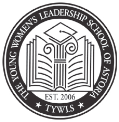 THE YOUNG WOMEN'S LEADERSHIP SCHOOL OF ASTORIA
EST. 2006
TYWLS